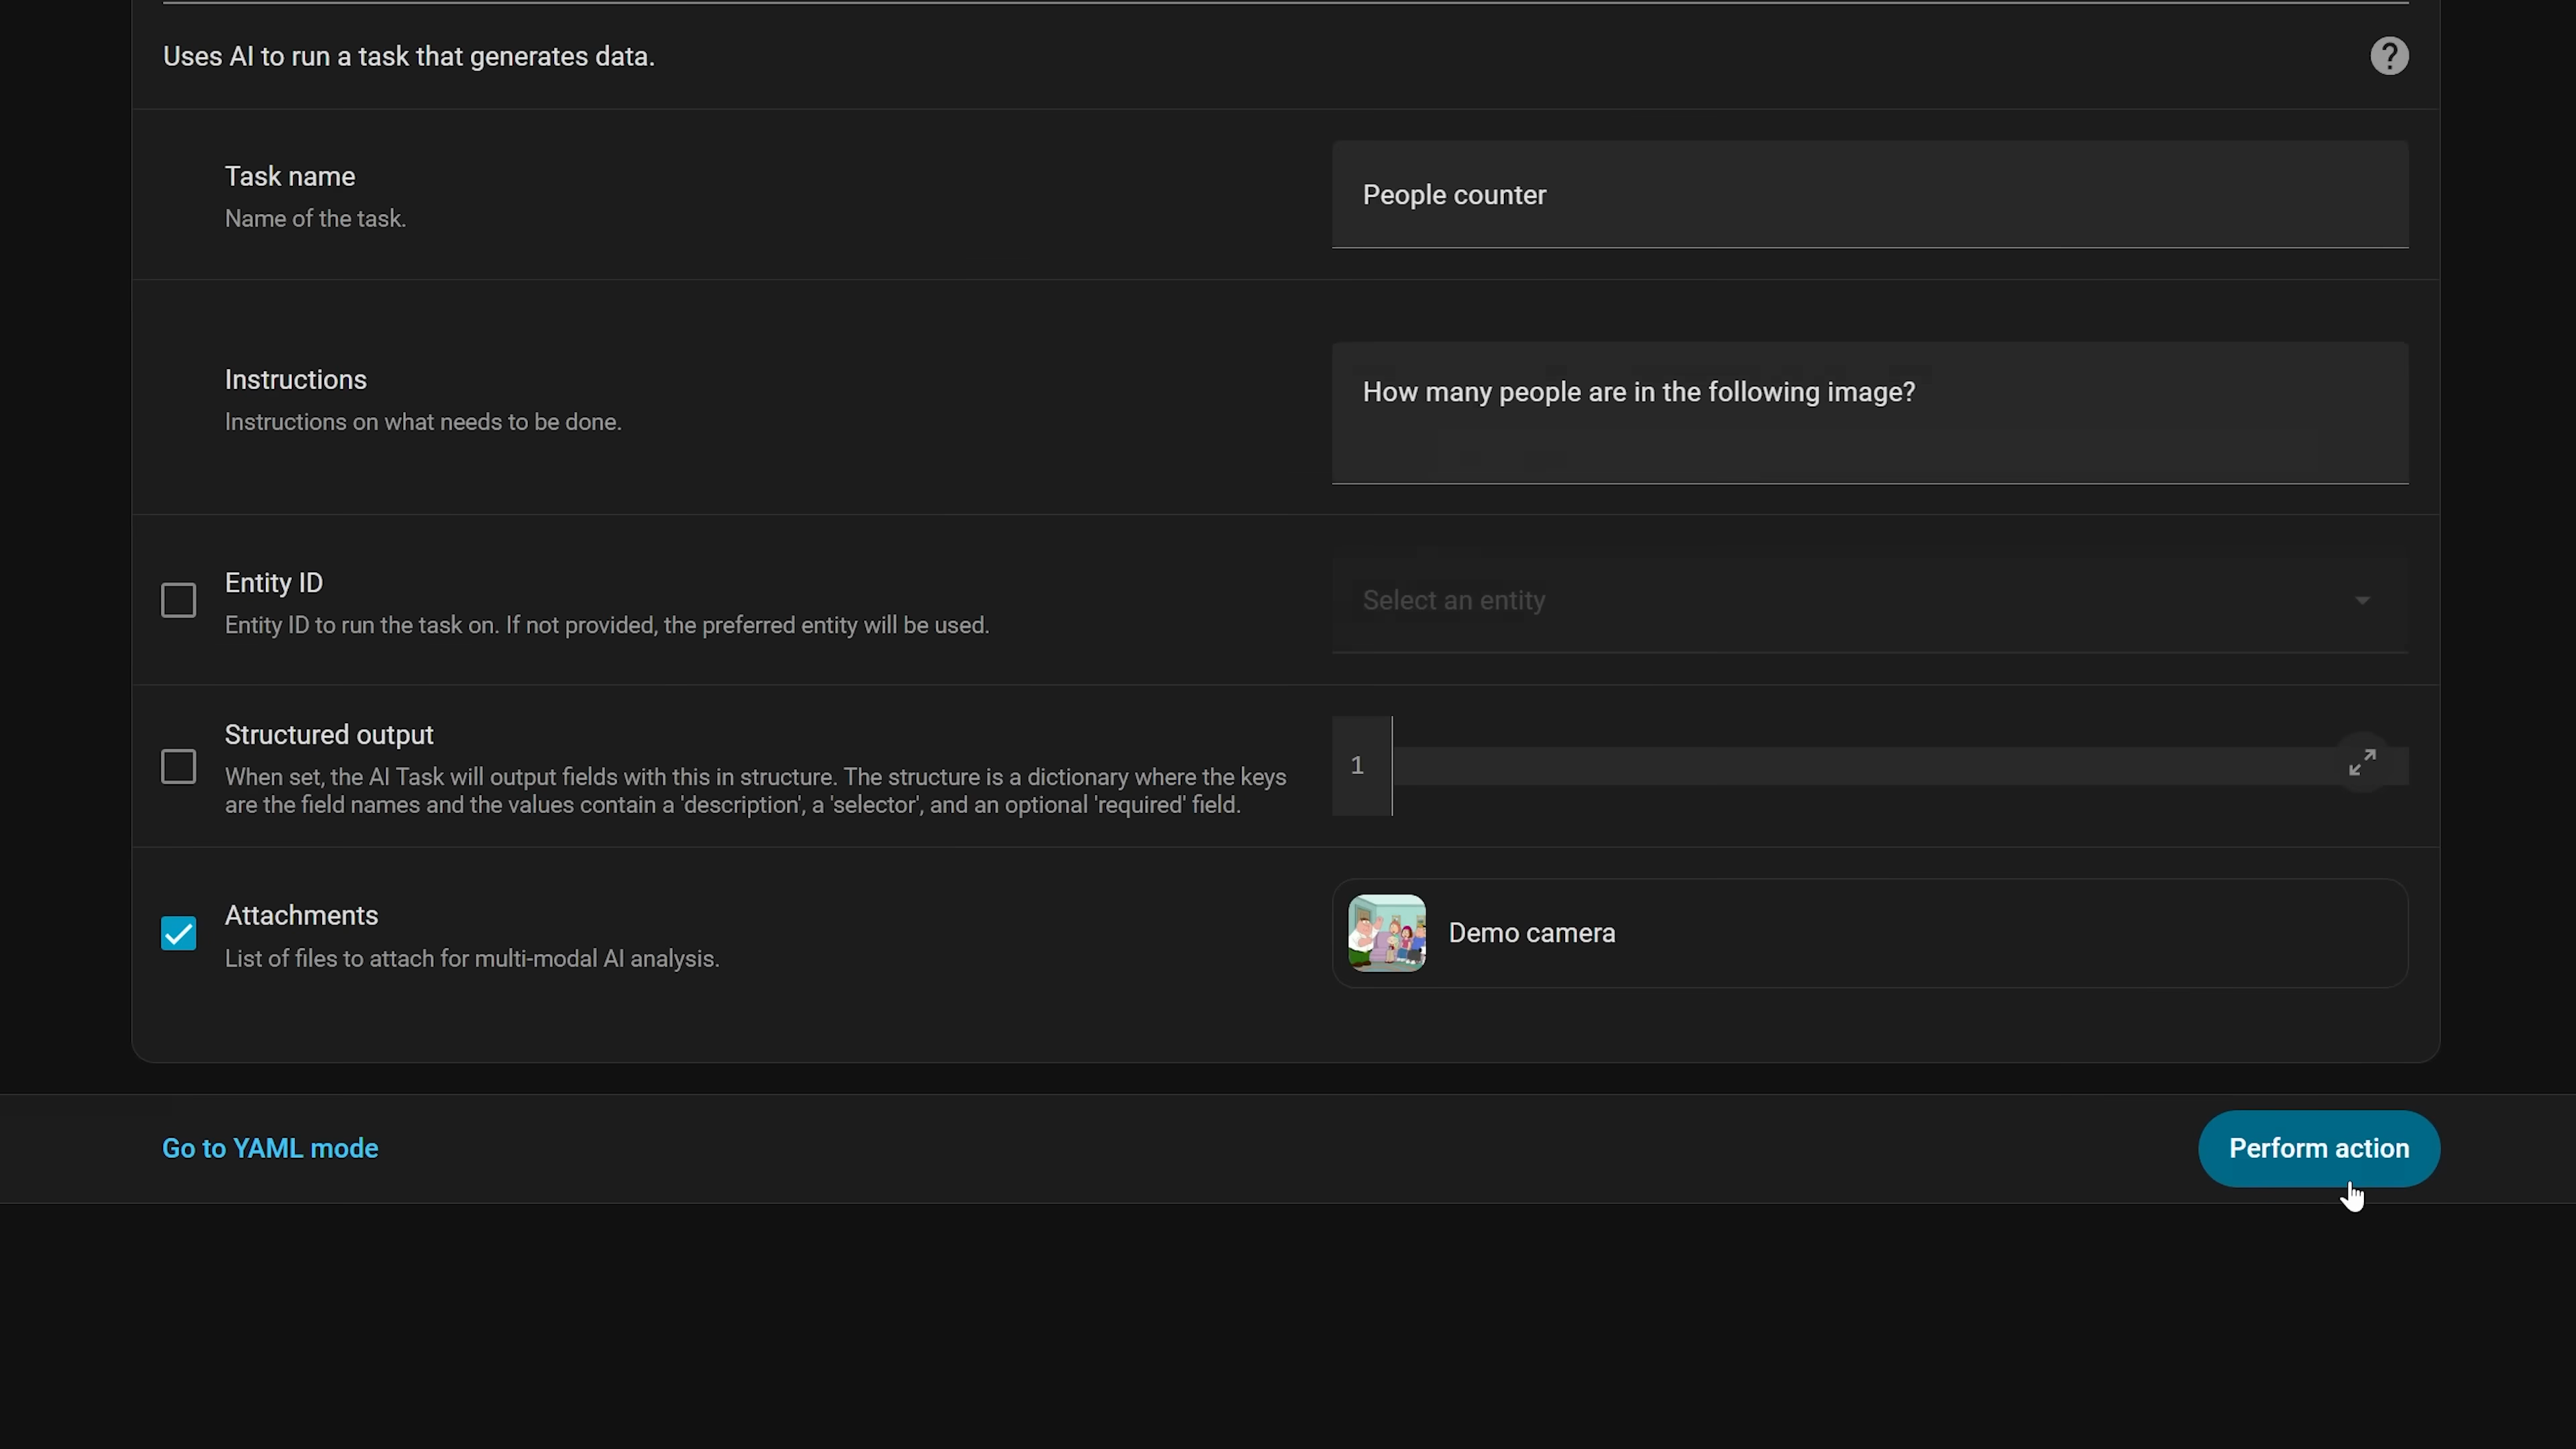 Uses AI to run a task that generates data.
Task name
Name of the task.
People counter
Instructions
Instructions on what needs to be done.
How many people are in the following image?
Entity ID
Entity ID to run the task on. If not provided, the preferred entity will be used.
Select an entity
Structured output
When set, the AI Task will output fields with this in structure. The structure is a dictionary where the keys
are the field names and the values contain a 'description', a 'selector', and an optional 'required' field.
1
Attachments
List of files to attach for multi-modal AI analysis.
Demo camera
Go to YAML mode
Perform action